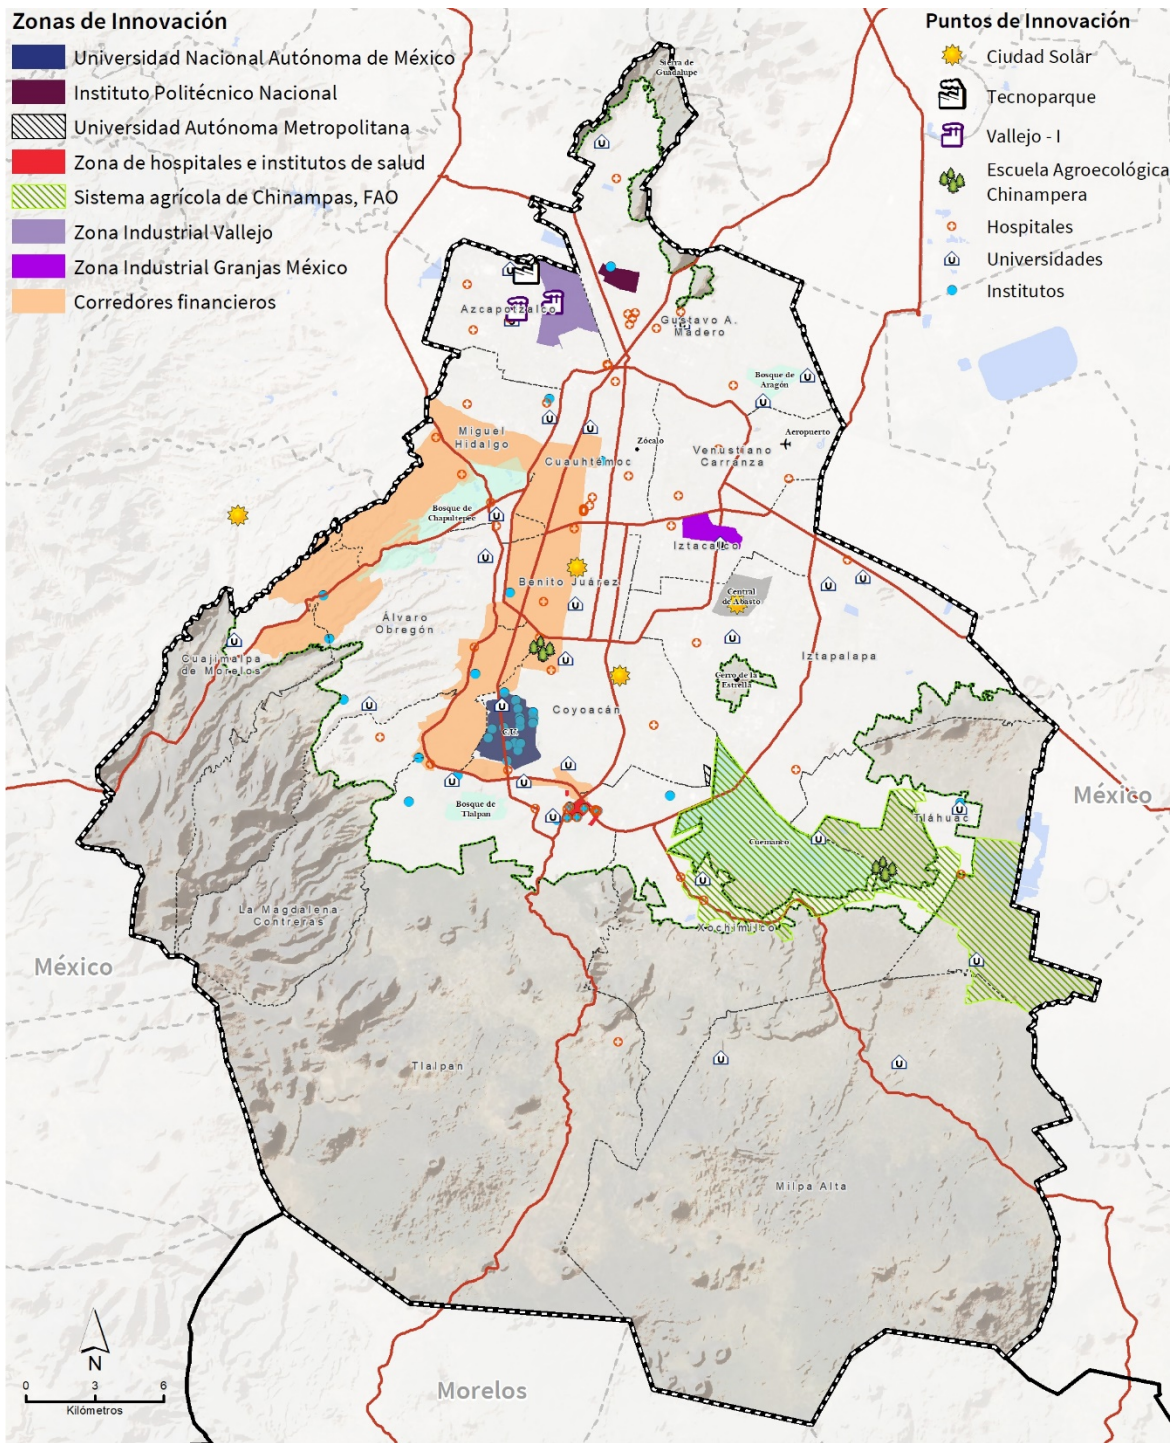 Zonas de Innovación
Universidad Nacional Autónoma de México
Instituto Politécnico Nacional
Universidad Autónoma Metropolitana
Zona de hospitales e institutos de salud
Sistema agrícola de Chinampas, FAO
Zona Industrial Vallejo
Zona Industrial Granjas México
Corredores financieros
Puntos de Innovación
Ciudad Solar
Tecnoparque
Vallejo - I
Escuela Agroecológica
Chinampera
Hospitales
Universidades
Institutos
Sierra de
Guadalupe
Azcapotzalco
Gustavo A.
Madero
Bosque de
Aragón
Miguel
Hidalgo
Cuauhtémoc
Zócalo
Venustiano
Carranza
Aeropuerto
Bosque de
Chapultepec
Iztacalco
Benito Juárez
Central
de Abasto
Álvaro
Obregón
Cuajimalpa
de Morelos
Iztapalapa
Cerro de la
Estrella
Coyoacán
C.U.
Bosque de
Tlalpan
México
Tláhuac
Cuemanco
La Magdalena
Contreras
Xochimilco
México
Tlalpan
Milpa Alta
N
0 3 6
Kilómetros
Morelos